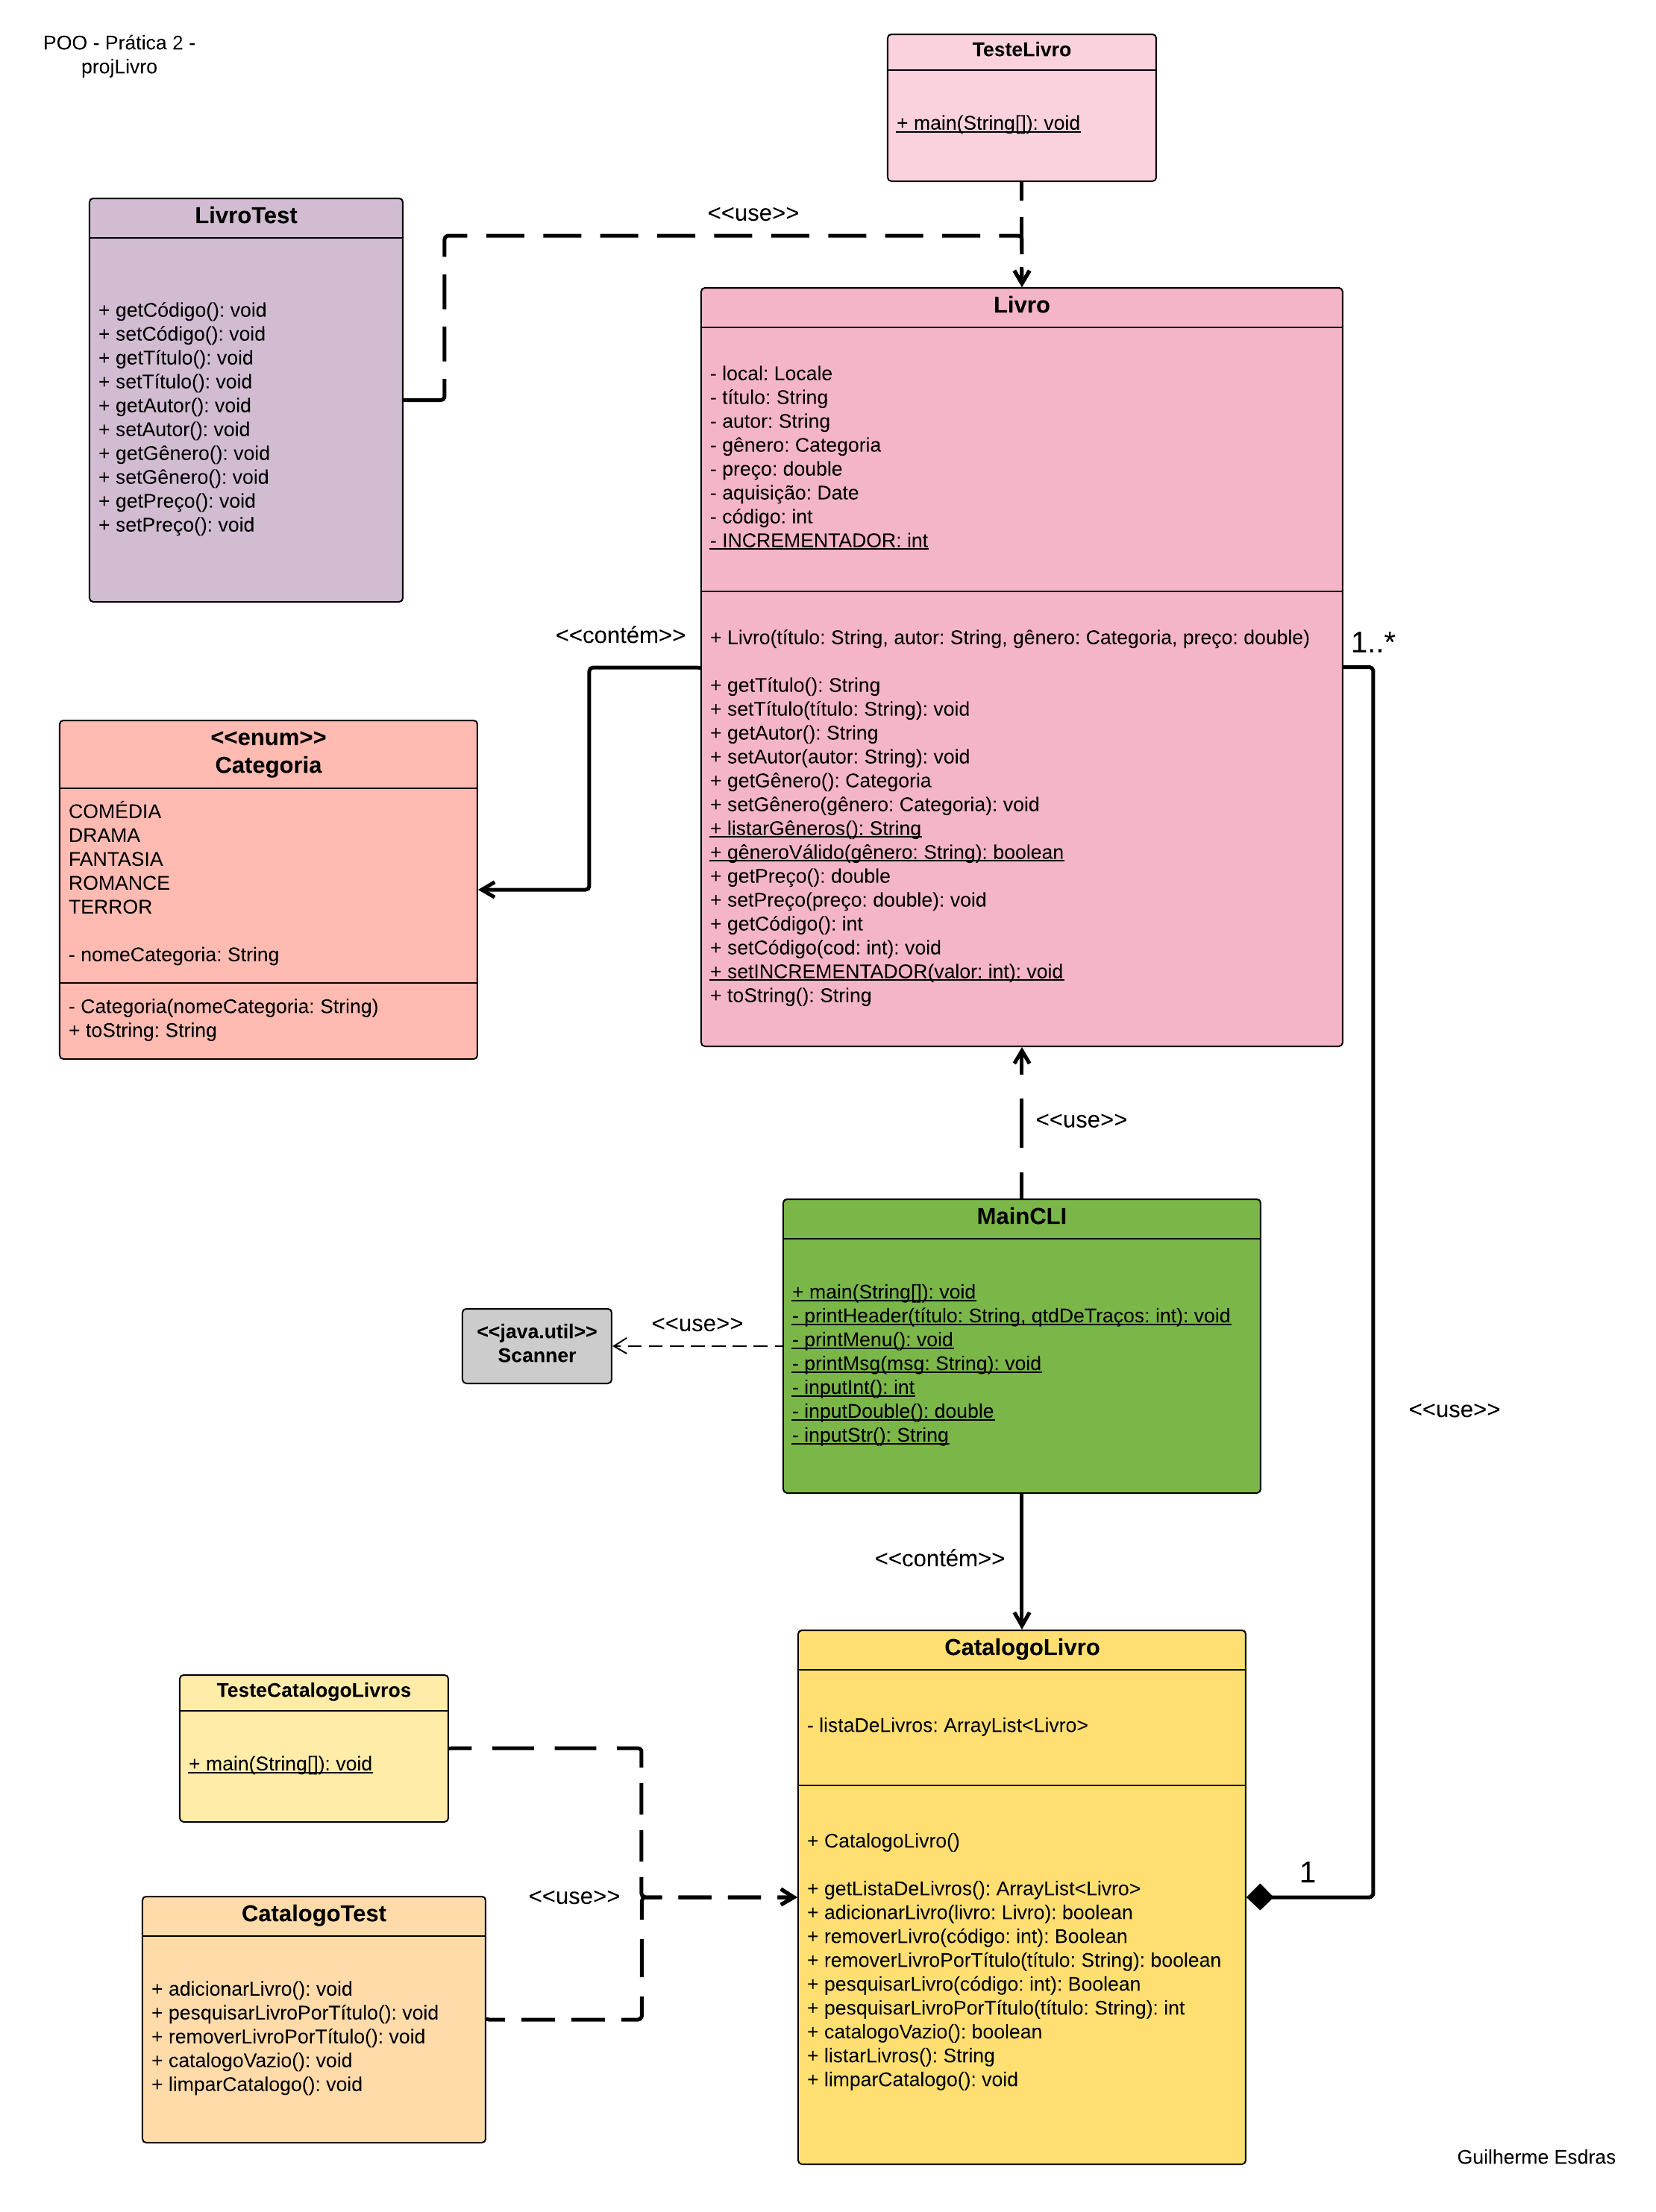 POO - Prática 2 -
projLivro
TesteLivro
+ main(String[]): void
LivroTest
+ getCódigo(): void
+ setCódigo(): void
+ getTítulo(): void
+ setTítulo(): void
+ getAutor(): void
+ setAutor(): void
+ getGênero(): void
+ setGênero(): void
+ getPreço(): void
+ setPreço(): void
<<use>>
Livro
- local: Locale
- título: String
- autor: String
- gênero: Categoria
- preço: double
- aquisição: Date
- código: int
- INCREMENTADOR: int
+ Livro(título: String, autor: String, gênero: Categoria, preço: double)
+ getTítulo(): String
+ setTítulo(título: String): void
+ getAutor(): String
+ setAutor(autor: String): void
+ getGênero(): Categoria
+ setGênero(gênero: Categoria): void
+ listarGêneros(): String
+ gêneroVálido(gênero: String): boolean
+ getPreço(): double
+ setPreço(preço: double): void
+ getCódigo(): int
+ setCódigo(cod: int): void
+ setINCREMENTADOR(valor: int): void
+ toString(): String
<<contém>>
1..*
<<enum>>
Categoria
COMÉDIA
DRAMA
FANTASIA
ROMANCE
TERROR
- nomeCategoria: String
- Categoria(nomeCategoria: String)
+ toString: String
<<use>>
MainCLI
+ main(String[]): void
- printHeader(título: String, qtdDeTraços: int): void
- printMenu(): void
- printMsg(msg: String): void
- inputInt(): int
- inputDouble(): double
- inputStr(): String
<<use>>
<<java.util>>
Scanner
<<use>>
<<contém>>
CatalogoLivro
- listaDeLivros: ArrayList<Livro>
+ CatalogoLivro()
+ getListaDeLivros(): ArrayList<Livro>
+ adicionarLivro(livro: Livro): boolean
+ removerLivro(código: int): Boolean
+ removerLivroPorTítulo(título: String): boolean
+ pesquisarLivro(código: int): Boolean
+ pesquisarLivroPorTítulo(título: String): int
+ catalogoVazio(): boolean
+ listarLivros(): String
+ limparCatalogo(): void
1
TesteCatalogoLivros
+ main(String[]): void
<<use>>
CatalogoTest
+ adicionarLivro(): void
+ pesquisarLivroPorTítulo(): void
+ removerLivroPorTítulo(): void
+ catalogoVazio(): void
+ limparCatalogo(): void
Guilherme Esdras